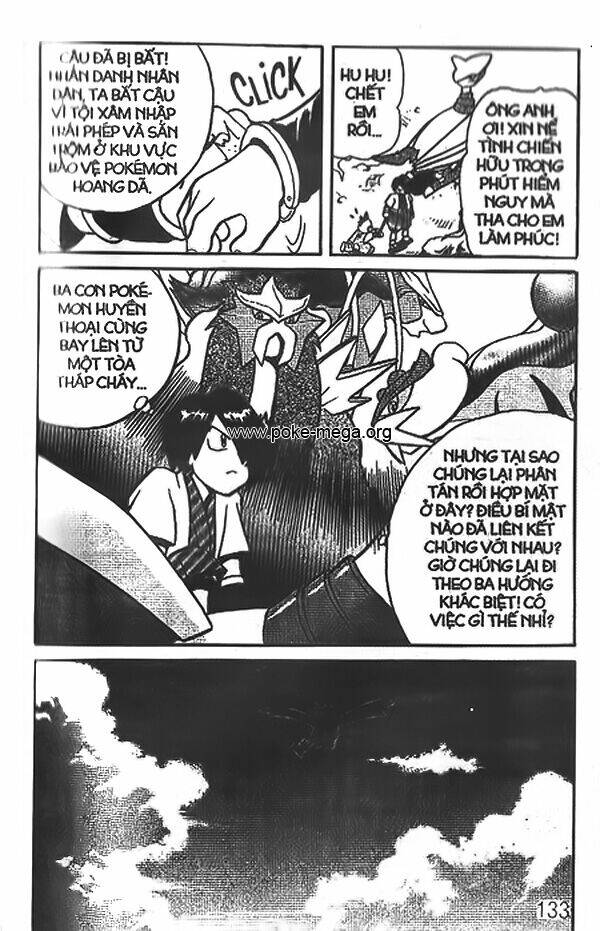 CẬU ĐÃ BỊ BẮT!
NHÂN DANH NHÂN
DÂN, TA BẮT CẬU
VÌ TỘI XÂM NHẬP
TRÁI PHÉP VÀ SĂN
TRỘM Ở KHU VỰC
BẢO VỆ POKÉMON
HOANG DÃ.
CLICK
HU HU!
CHẾT
EM
RỒI...
ÔNG ANH
ƠI! XIN NỂ
TÌNH CHIẾN
HỮU TRONG
PHÚT HIỂM
NGUY MÀ
THA CHO EM
LÀM PHÚC!
BA CON POKÉ-
MON HUYỀN
THOẠI CÙNG
BAY LÊN TỪ
MỘT TÒA
THÁP CHÁY...
www.poke-mega.org
NHƯNG TẠI SAO
CHÚNG LẠI PHÂN
TÁN RỒI HỢP MẶT
Ở ĐÂY? ĐIỀU BÍ MẬT
NÀO ĐÃ LIÊN KẾT
CHÚNG VỚI NHAU?
GIỜ CHÚNG LẠI ĐI
THEO BA HƯỚNG
KHÁC BIỆT! CÓ
VIỆC GÌ THẾ NHỈ?
133